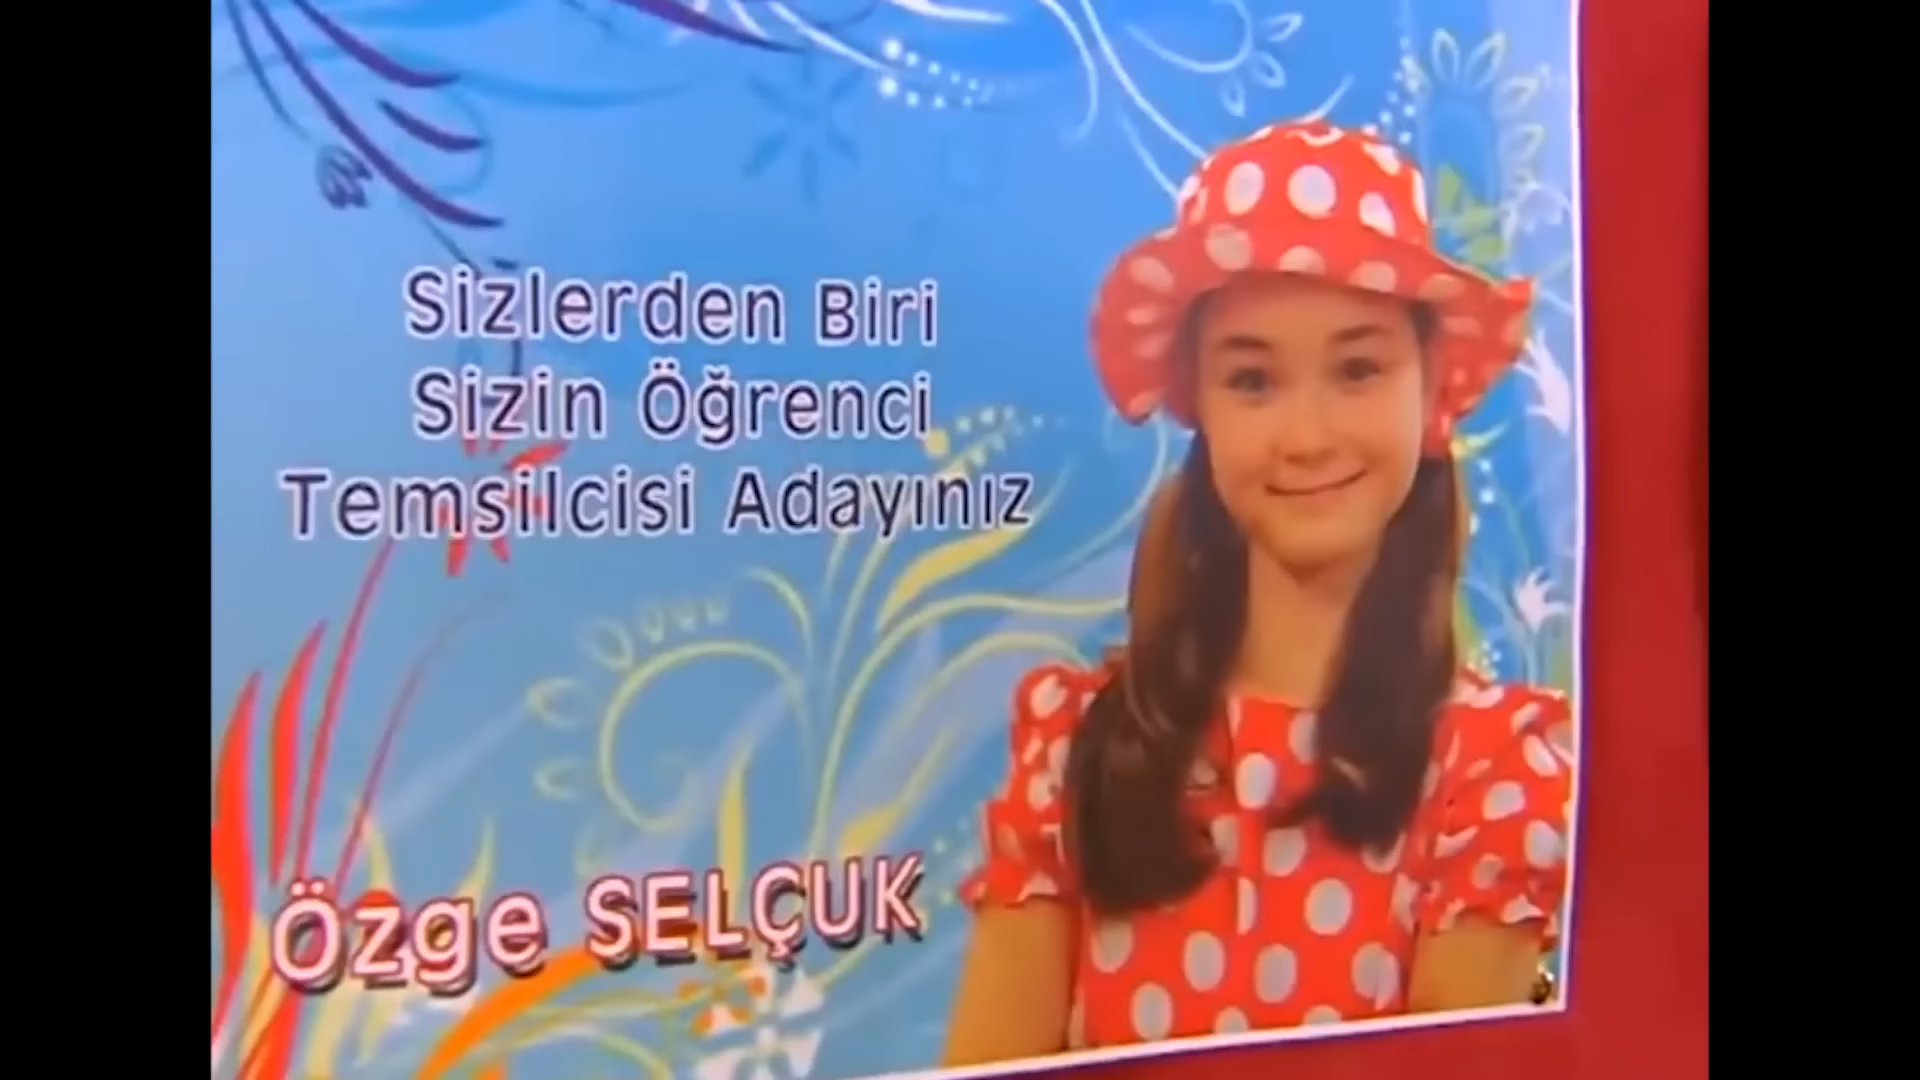 Sizlerden Biri
Sizin Öğrenci
Temsilcisi Adayınız
Özge SELÇUK